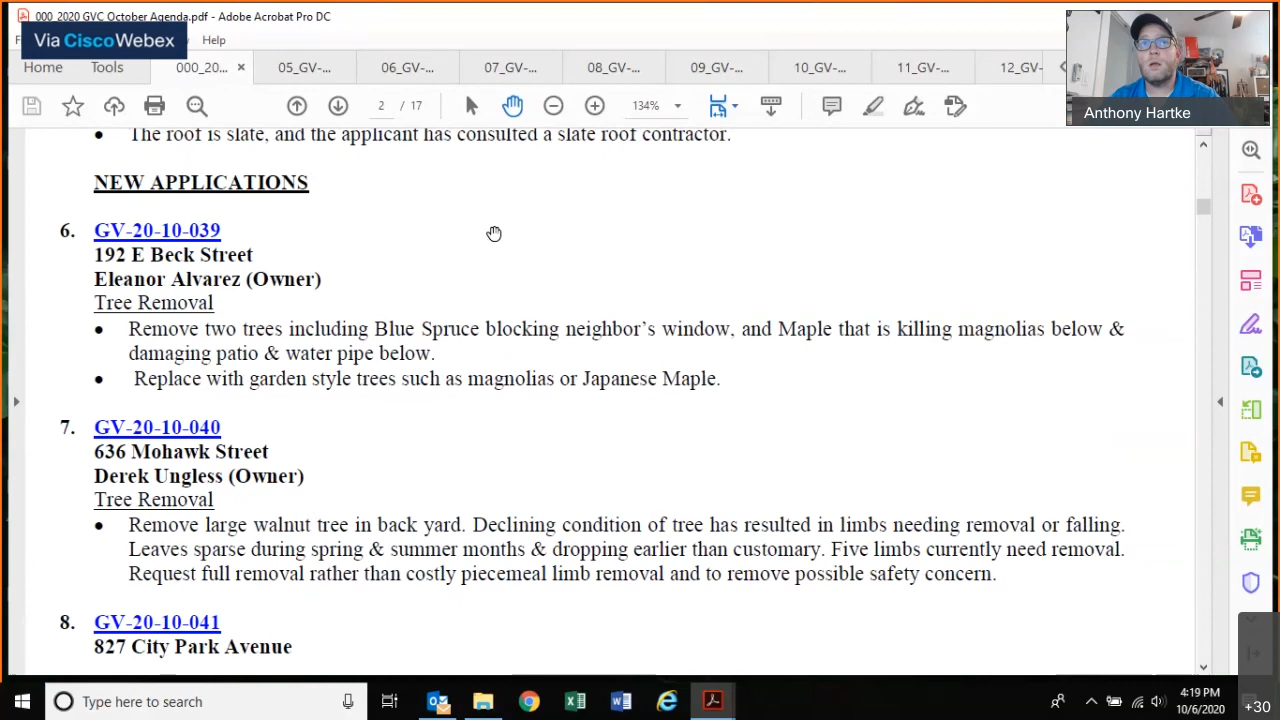 000_2020 GVC October Agenda.pdf - Adobe Acrobat Pro DC
Via CiscoWebex
Help
Home Tools 000_20... × 05_GV-... 06_GV-... 07_GV-... 08_GV-... 09_GV-... 10_GV-... 11_GV-... 12_GV-
2 / 17 134%
Anthony Hartke
• The roof is slate, and the applicant has consulted a slate roof contractor.
NEW APPLICATIONS
6. GV-20-10-039
192 E Beck Street
Eleanor Alvarez (Owner)
Tree Removal
• Remove two trees including Blue Spruce blocking neighbor's window, and Maple that is killing magnolias below &
damaging patio & water pipe below.
• Replace with garden style trees such as magnolias or Japanese Maple.
7. GV-20-10-040
636 Mohawk Street
Derek Ungless (Owner)
Tree Removal
• Remove large walnut tree in back yard. Declining condition of tree has resulted in limbs needing removal or falling.
Leaves sparse during spring & summer months & dropping earlier than customary. Five limbs currently need removal.
Request full removal rather than costly piecemeal limb removal and to remove possible safety concern.
8. GV-20-10-041
827 City Park Avenue
Type here to search
4:19 PM
10/6/2020
+30